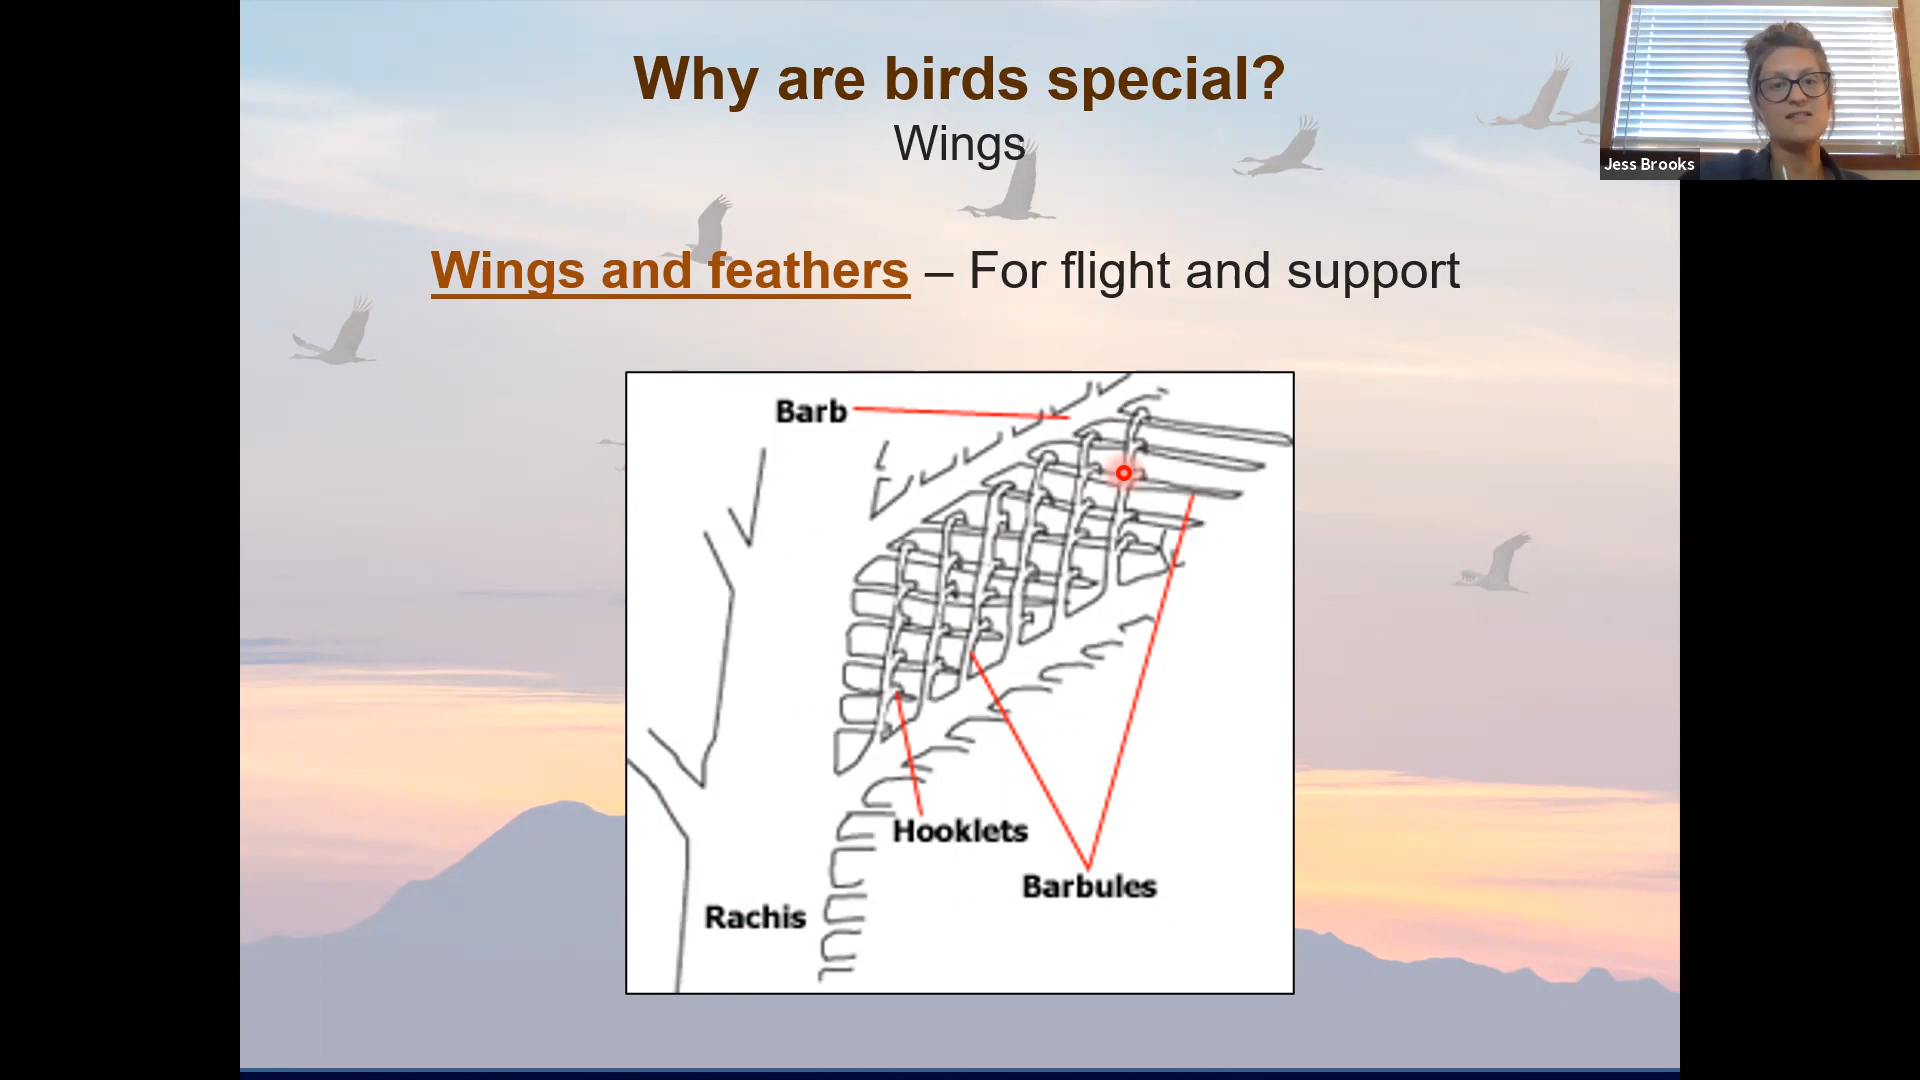 Why are birds special?
Wings
Jess Brooks
Wings and feathers – For flight and support
Barb
Hooklets
Barbules
Rachis